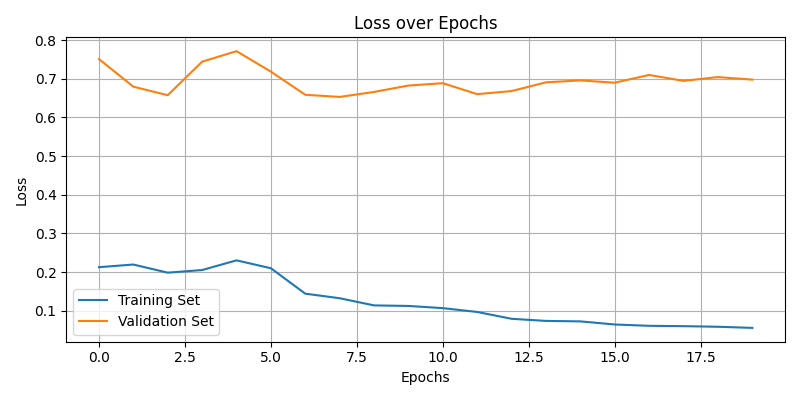 Loss over Epochs
0.8
0.7
0.6
0.5
0.4
0.3
0.2
0.1
Loss
Training Set
Validation Set
0.0 2.5 5.0 7.5 10.0 12.5 15.0 17.5
Epochs